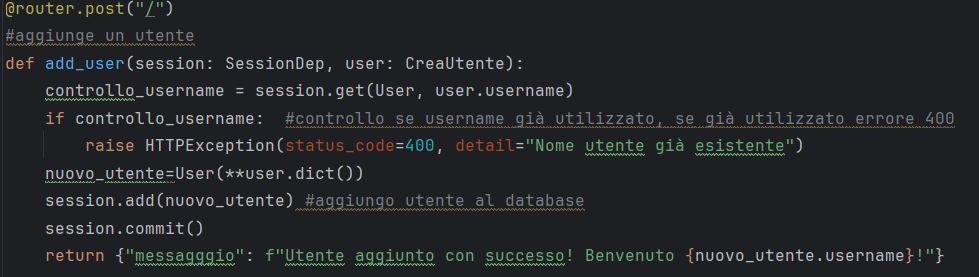 @router.post("/")
#aggiunge un utente
def add_user(session: SessionDep, user: CreaUtente):
    controllo_username = session.get(User, user.username)
    if controllo_username:  #controllo se username già utilizzato, se già utilizzato errore 400
        raise HTTPException(status_code=400, detail="Nome utente già esistente")
    nuovo_utente=User(**user.dict())
    session.add(nuovo_utente) #aggiungo utente al database
    session.commit()
    return {"messagggio": f"Utente aggiunto con successo! Benvenuto {nuovo_utente.username}!"}